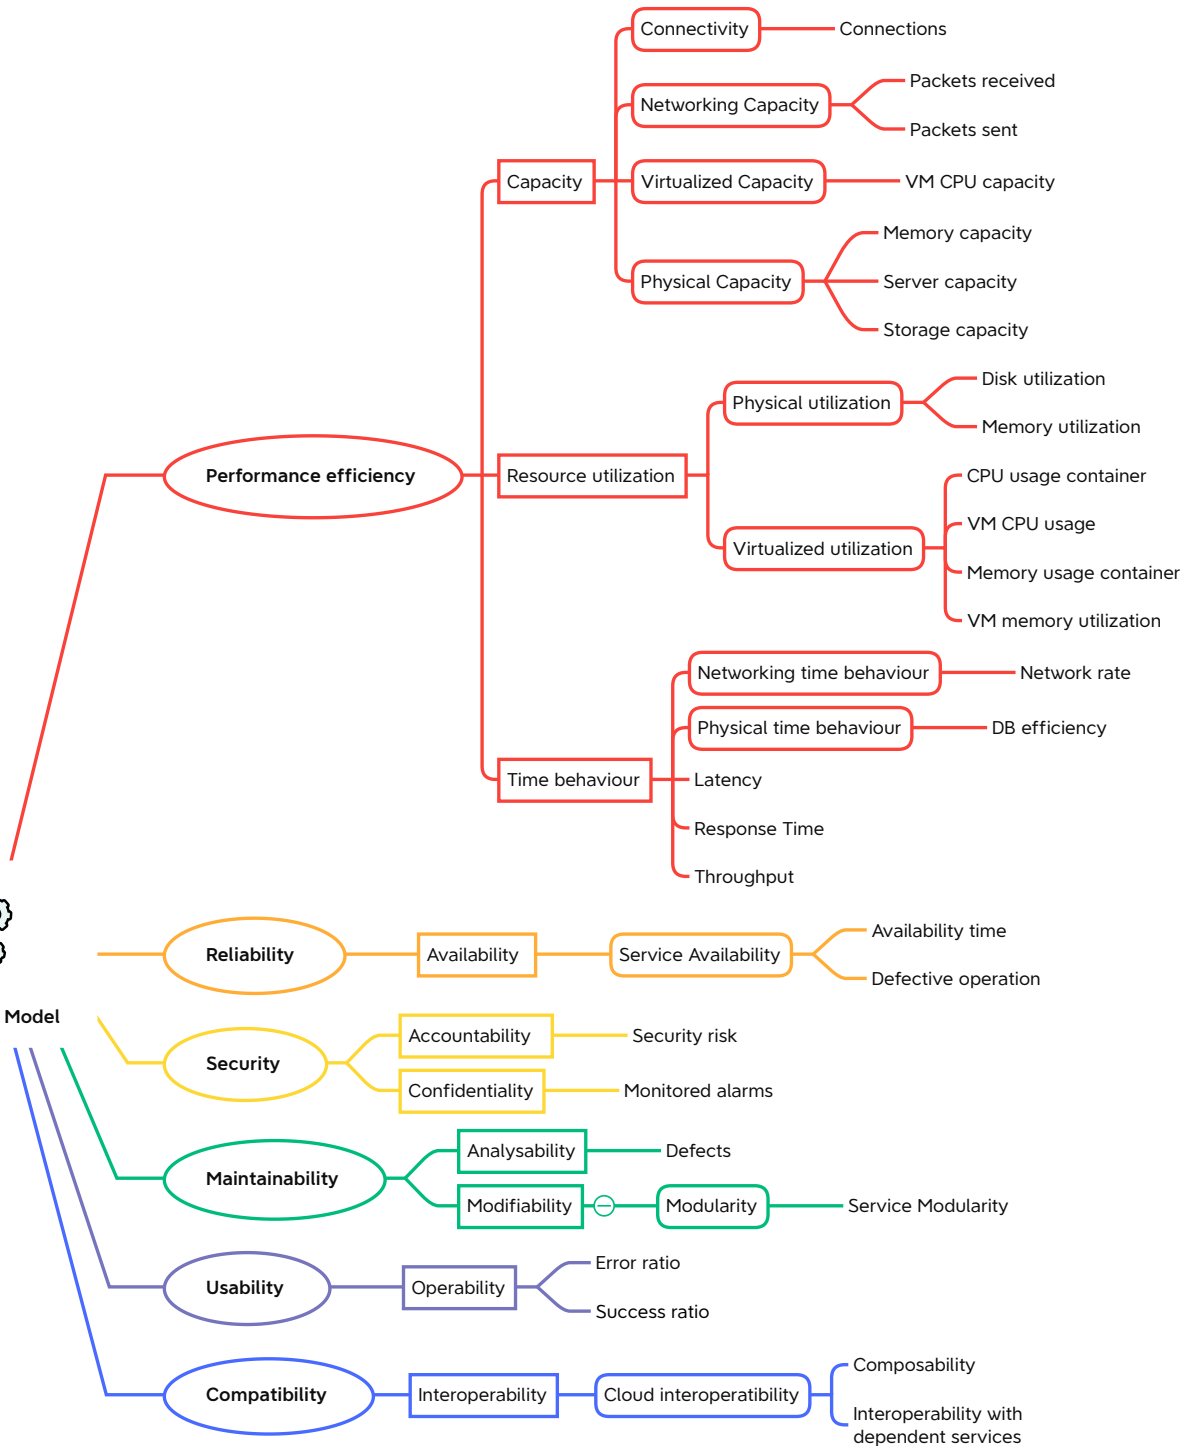 Connectivity
Connections
Packets received
Networking Capacity
Packets sent
Capacity
Virtualized Capacity
VM CPU capacity
Memory capacity
Physical Capacity
Server capacity
Storage capacity
Disk utilization
Physical utilization
Memory utilization
Performance efficiency
Resource utilization
CPU usage container
VM CPU usage
Virtualized utilization
Memory usage container
VM memory utilization
Networking time behaviour
Network rate
Physical time behaviour
DB efficiency
Time behaviour
Latency
Response Time
Throughput
Reliability
Availability
Service Availability
Availability time
Defective operation
Model
Security
Accountability
Security risk
Confidentiality
Monitored alarms
Maintainability
Analysability
Defects
Modifiability
Modularity
Service Modularity
Usability
Operability
Error ratio
Success ratio
Compatibility
Interoperability
Cloud interoperatibility
Composability
Interoperability with
dependent services